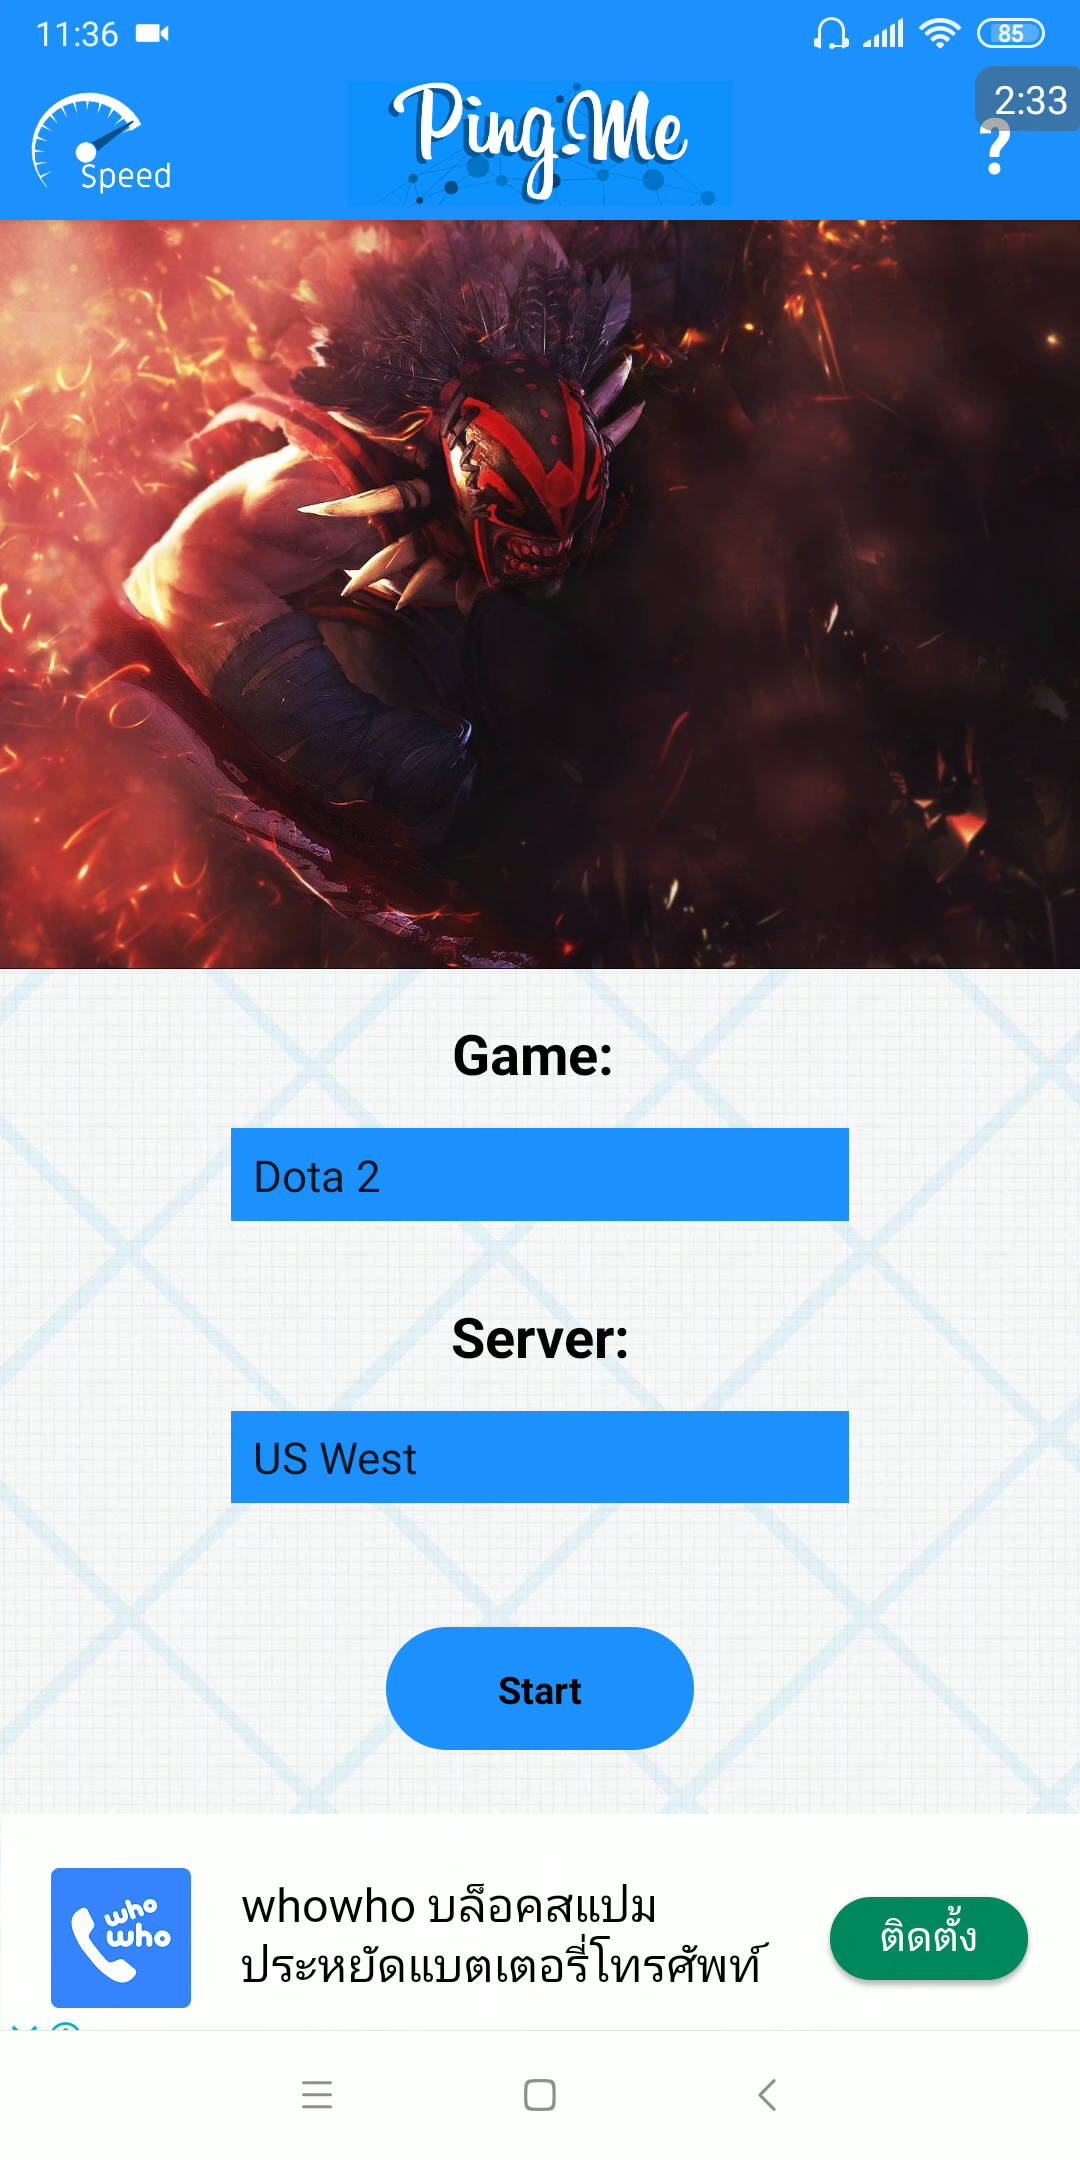 11:36
85
2:33
Speed
Ping.Me
?
Game:
Dota 2
Server:
US West
Start
who
who
whowho บล็อคสแปม
ประหยัดแบตเตอรี่โทรศัพท์
ติดตั้ง